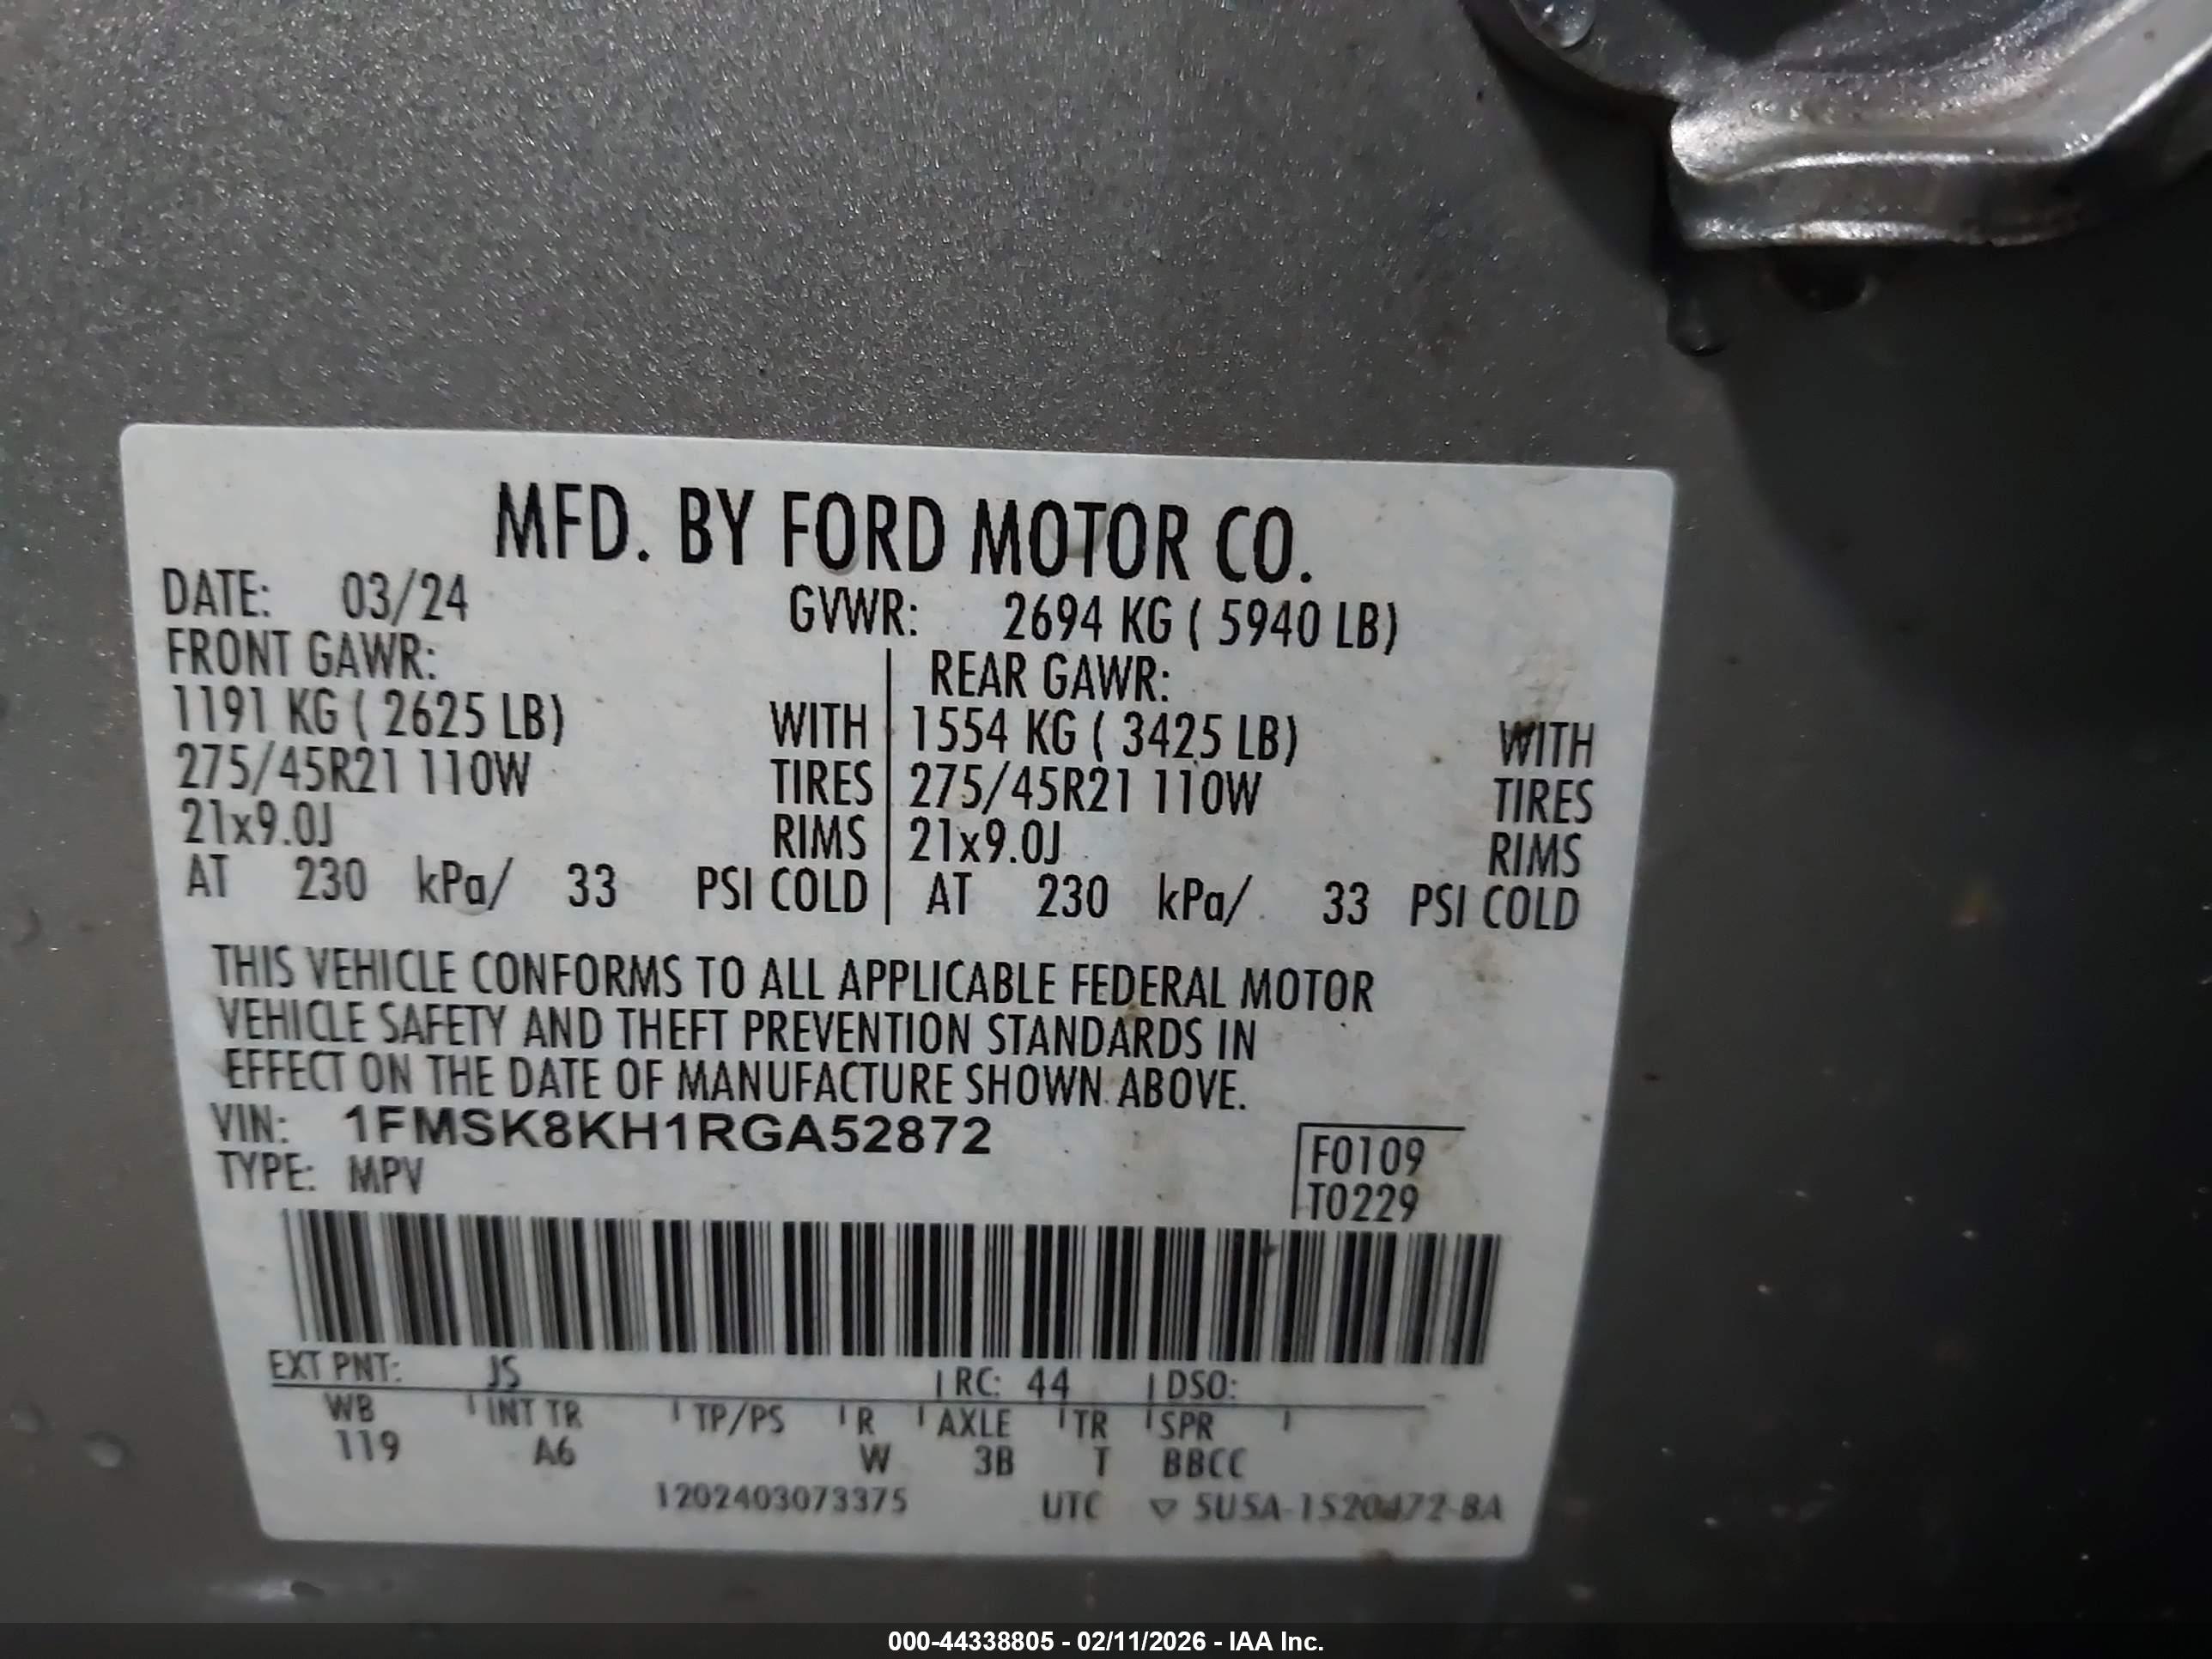 MFD. BY FORD MOTOR CO.
DATE: 03/24 GVWR: 2694 KG ( 5940 LB)
FRONT GAWR: REAR GAWR:
1191 KG ( 2625 LB) WITH 1554 KG ( 3425 LB) WITH
275/45R21 110W TIRES 275/45R21 110W TIRES
21x9.0J RIMS 21x9.0J RIMS
AT 230 kPa/ 33 PSI COLD AT 230 kPa/ 33 PSI COLD
THIS VEHICLE CONFORMS TO ALL APPLICABLE FEDERAL MOTOR
VEHICLE SAFETY AND THEFT PREVENTION STANDARDS IN
EFFECT ON THE DATE OF MANUFACTURE SHOWN ABOVE.
VIN: 1FMSK8KH1RGA52872
TYPE: MPV
F0109
T0229
EXT PNT: JS RC: 44 DSO:
WB INT TR TP/PS R AXLE TR SPR
119 A6 W 3B T BBCC
1202403073375 UTC ▽ 5U5A-1520472-BA
000-44338805 - 02/11/2026 - IAA Inc.